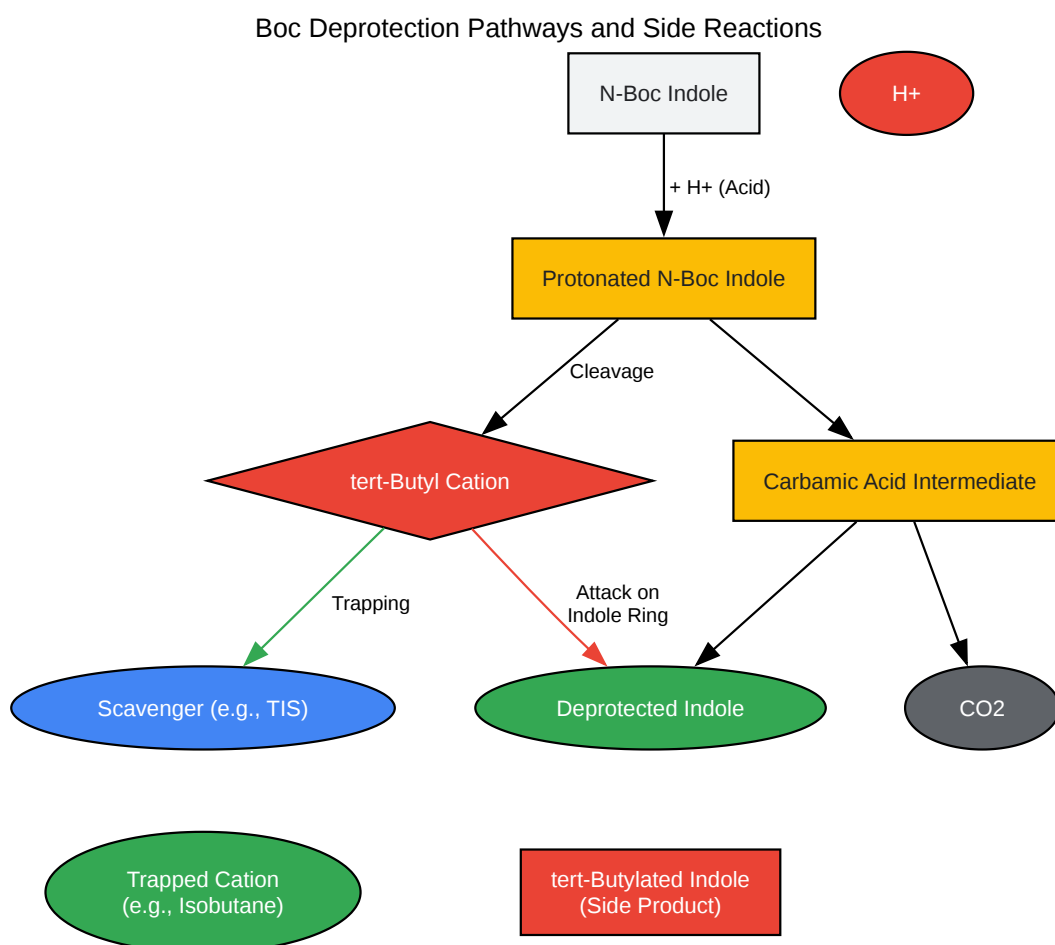 Boc Deprotection Pathways and Side Reactions
N-Boc Indole
H+
+ H+ (Acid)
Protonated N-Boc Indole
Cleavage
tert-Butyl Cation
Carbamic Acid Intermediate
Trapping
Attack on
Indole Ring
Scavenger (e.g., TIS)
Deprotected Indole
CO2
Trapped Cation
(e.g., Isobutane)
tert-Butylated Indole
(Side Product)